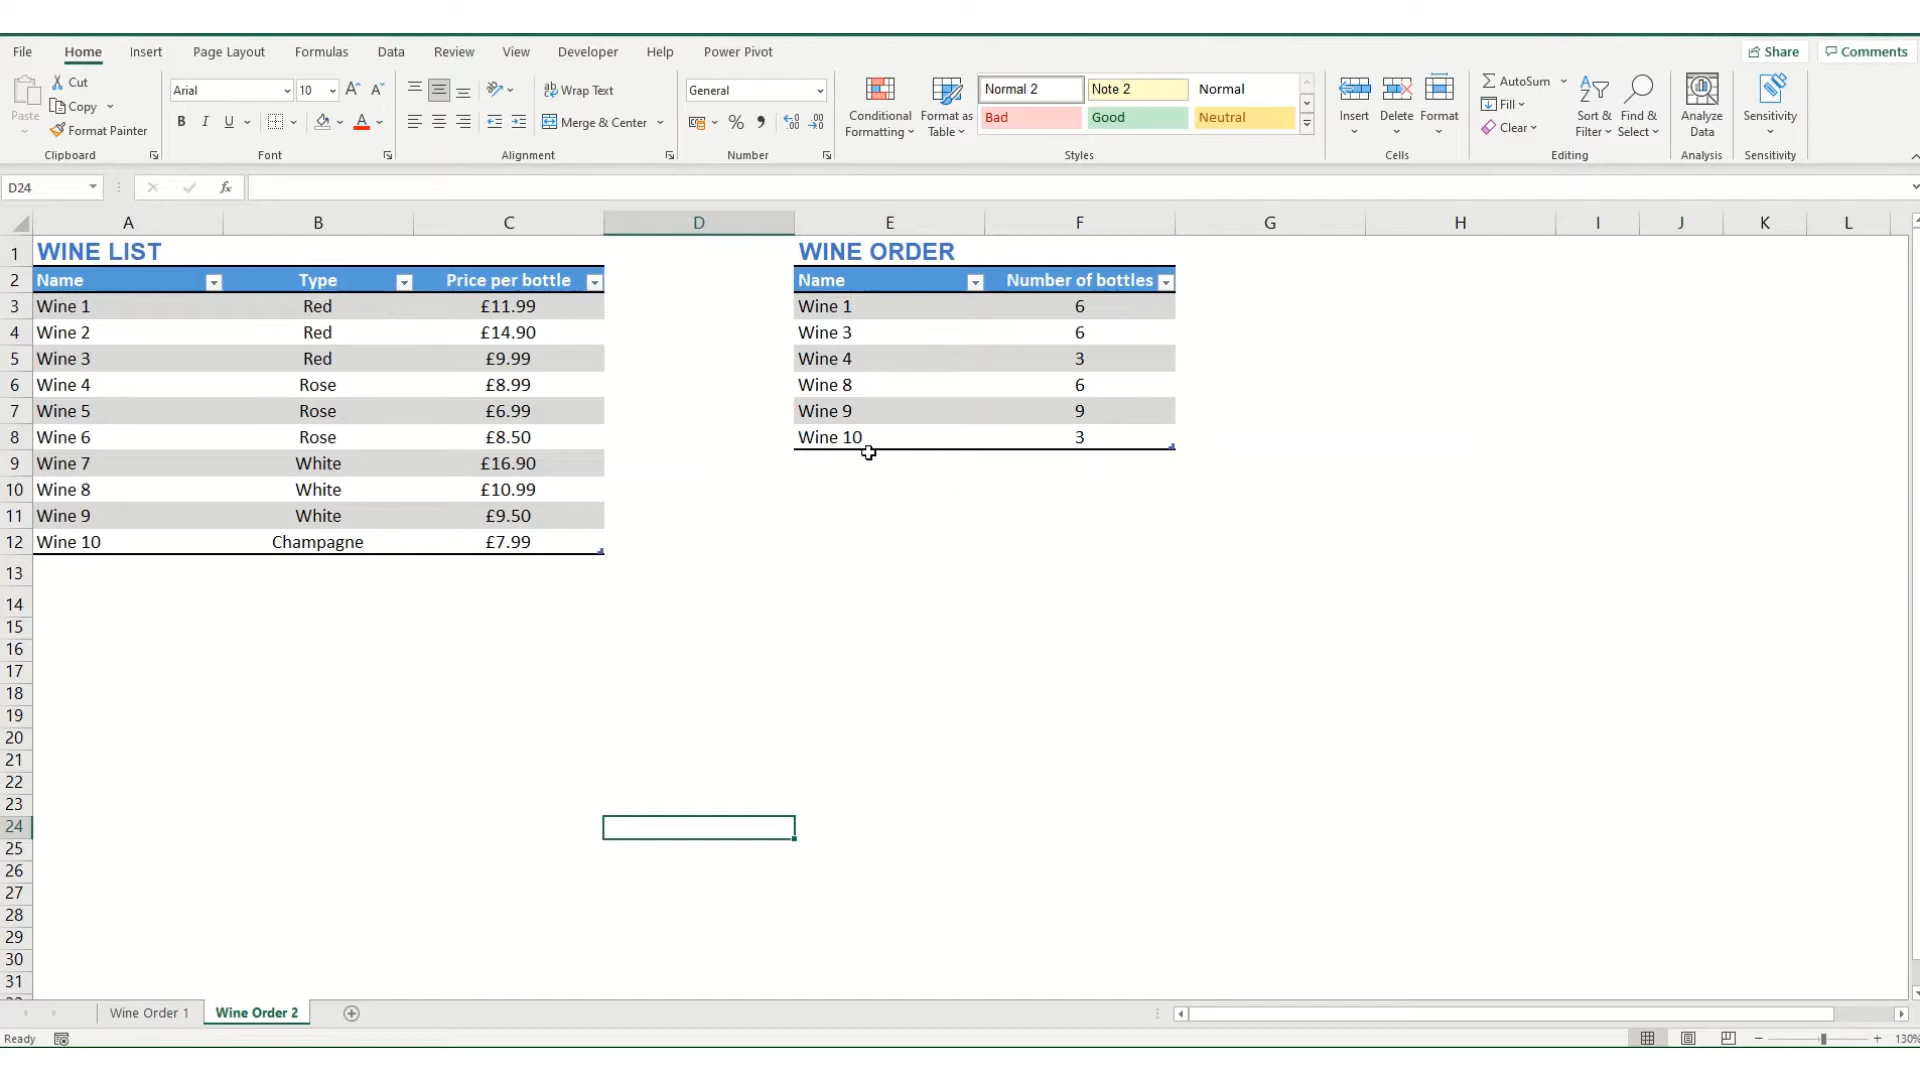 File Home Insert Page Layout Formulas Data Review View Developer Help Power Pivot Share Comments
Paste Cut Copy Format Painter Clipboard
Arial 10 B I U Font
Wrap Text Merge & Center Alignment
General % Number
Conditional Formatting Format as Table Normal 2 Note 2 Normal Bad Good Neutral Styles
Insert Delete Format Cells
AutoSum Fill Clear Sort & Filter Find & Select Editing
Analyze Data Analysis
Sensitivity Sensitivity
D24 fx
A B C D E F G H I J K L
1 WINE LIST WINE ORDER
2 Name Type Price per bottle Name Number of bottles
3 Wine 1 Red £11.99 Wine 1 6
4 Wine 2 Red £14.90 Wine 3 6
5 Wine 3 Red £9.99 Wine 4 3
6 Wine 4 Rose £8.99 Wine 8 6
7 Wine 5 Rose £6.99 Wine 9 9
8 Wine 6 Rose £8.50 Wine 10 3
9 Wine 7 White £16.90
10 Wine 8 White £10.99
11 Wine 9 White £9.50
12 Wine 10 Champagne £7.99
13
14
15
16
17
18
19
20
21
22
23
24
25
26
27
28
29
30
31
Wine Order 1 Wine Order 2
Ready 130%